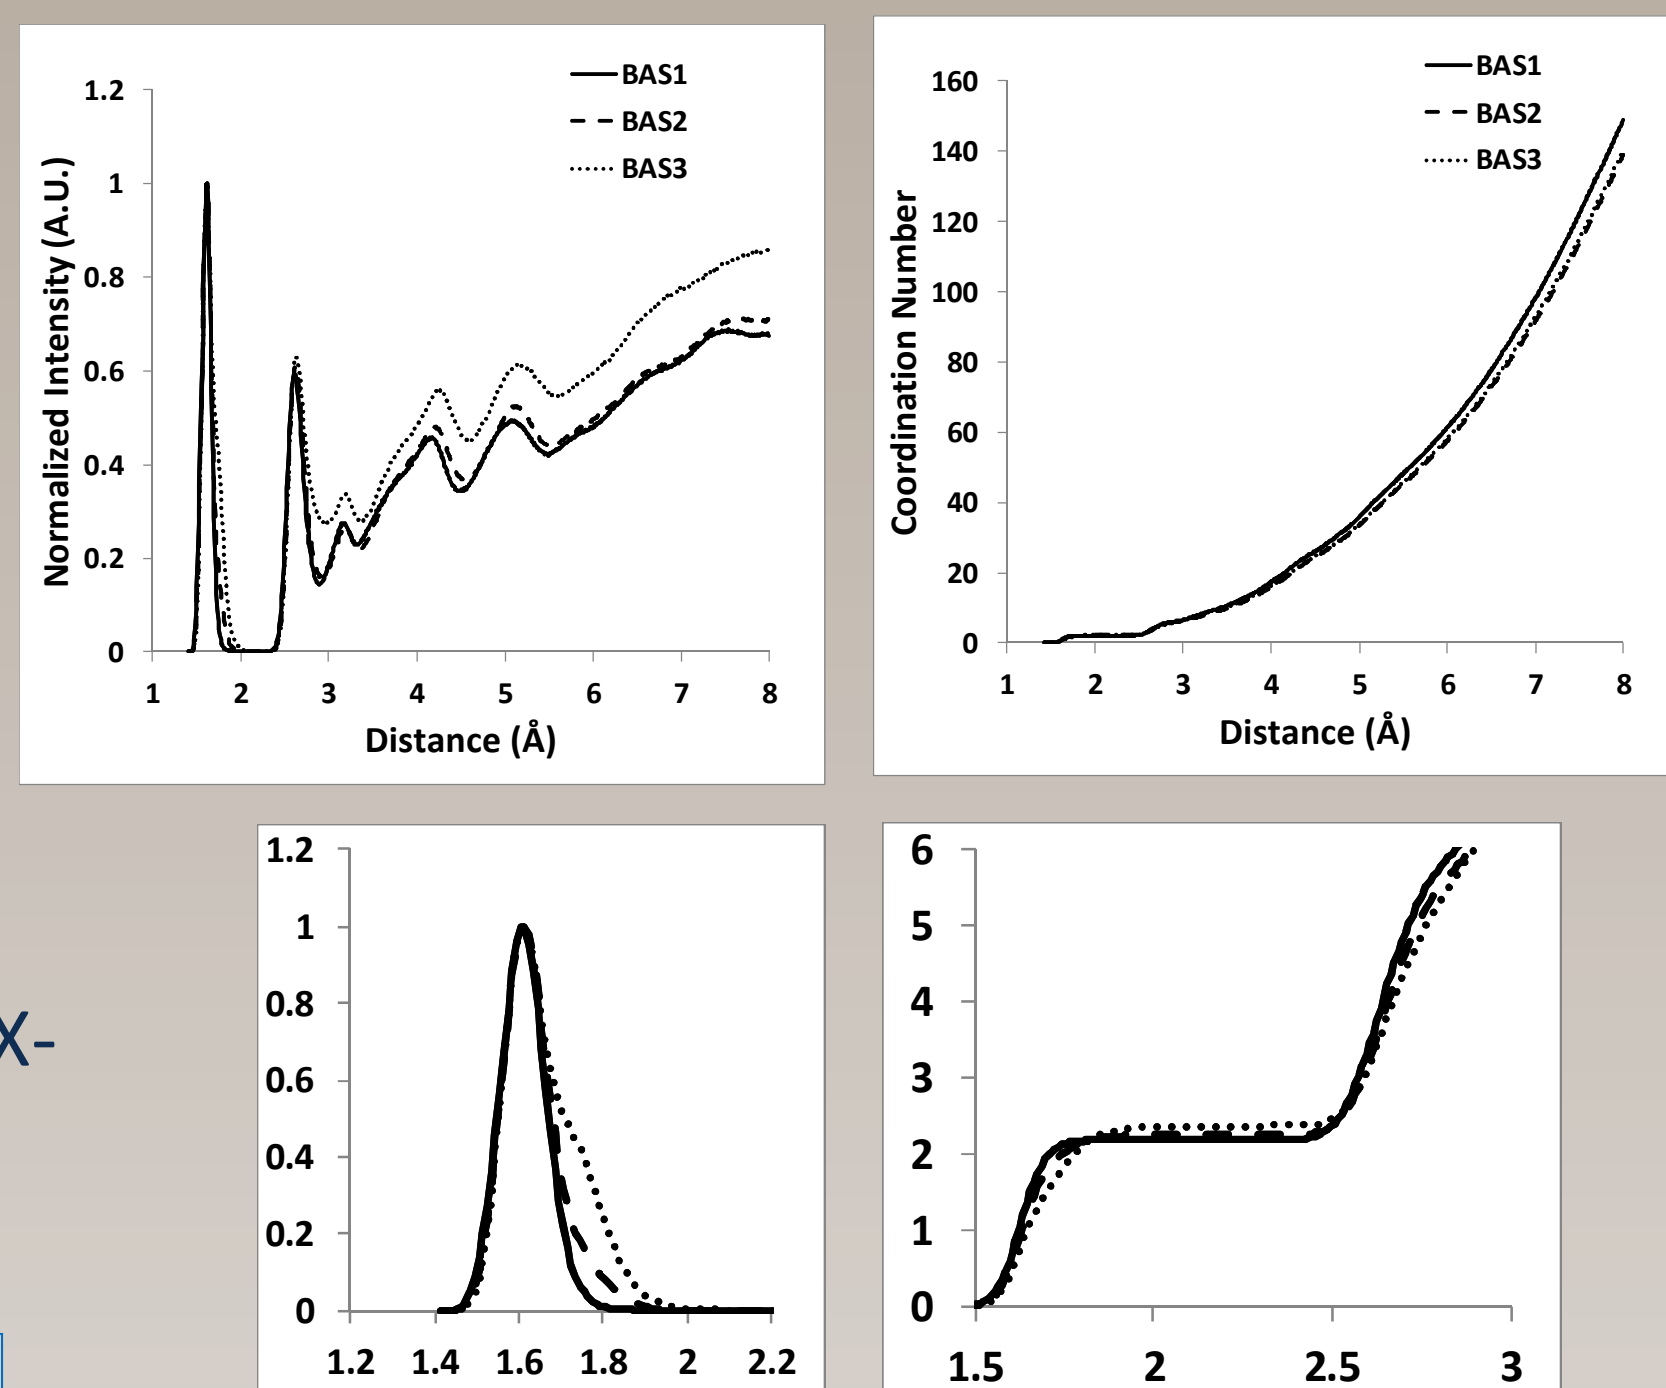 BAS1
BAS2
BAS3
1.2
1
0.8
0.6
0.4
0.2
0
Normalized Intensity (A.U.)
1 2 3 4 5 6 7 8
Distance (Å)
BAS1
BAS2
BAS3
160
140
120
100
80
60
40
20
0
Coordination Number
1 2 3 4 5 6 7 8
Distance (Å)
X-
1.2
1
0.8
0.6
0.4
0.2
0
1.2 1.4 1.6 1.8 2 2.2
6
5
4
3
2
1
0
1.5 2 2.5 3